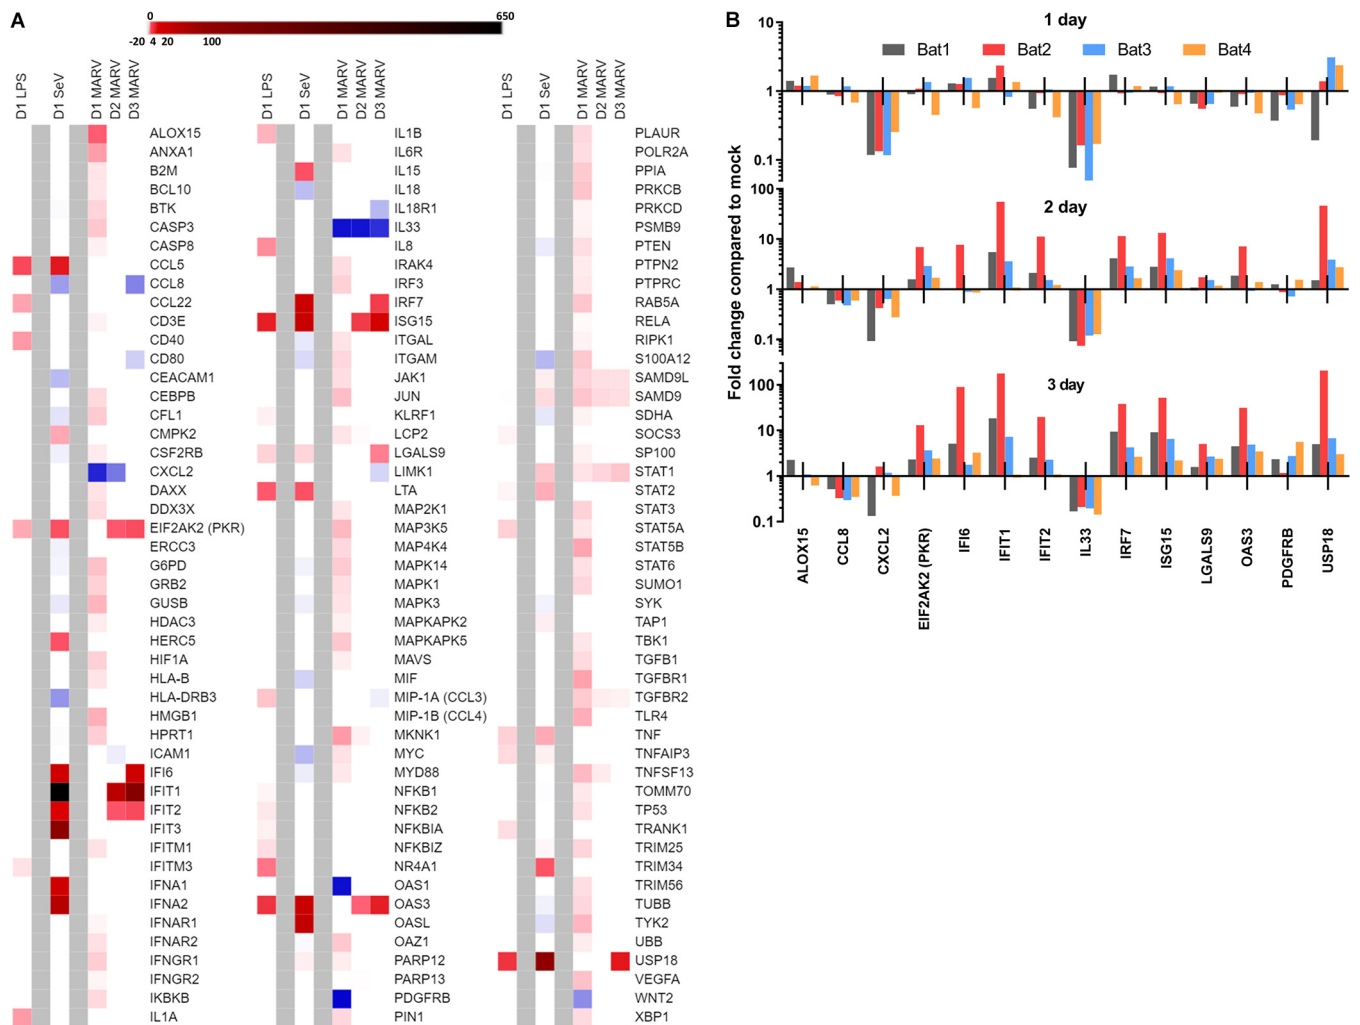 A
0 650
-20 4 20 100
D1 LPS
D1 SeV
D1 MARV
D2 MARV
D3 MARV
ALOX15
ANXA1
B2M
BCL10
BTK
CASP3
CASP8
CCL5
CCL8
CCL22
CD3E
CD40
CD80
CEACAM1
CEBPB
CFL1
CMPK2
CSF2RB
CXCL2
DAXX
DDX3X
EIF2AK2 (PKR)
ERCC3
G6PD
GRB2
GUSB
HDAC3
HERC5
HIF1A
HLA-B
HLA-DRB3
HMGB1
HPRT1
ICAM1
IFI6
IFIT1
IFIT2
IFIT3
IFITM1
IFITM3
IFNA1
IFNA2
IFNAR1
IFNAR2
IFNGR1
IFNGR2
IKBKB
IL1A
D1 LPS
D1 SeV
D1 MARV
D2 MARV
D3 MARV
IL1B
IL6R
IL15
IL18
IL18R1
IL33
IL8
IRAK4
IRF3
IRF7
ISG15
ITGAL
ITGAM
JAK1
JUN
KLRF1
LCP2
LGALS9
LIMK1
LTA
MAP2K1
MAP3K5
MAP4K4
MAPK14
MAPK1
MAPK3
MAPKAPK2
MAPKAPK5
MAVS
MIF
MIP-1A (CCL3)
MIP-1B (CCL4)
MKNK1
MYC
MYD88
NFKB1
NFKB2
NFKBIA
NFKBIZ
NR4A1
OAS1
OAS3
OASL
OAZ1
PARP12
PARP13
PDGFRB
PIN1
D1 LPS
D1 SeV
D1 MARV
D2 MARV
D3 MARV
PLAUR
POLR2A
PPIA
PRKCB
PRKCD
PSMB9
PTEN
PTPN2
PTPRC
RAB5A
RELA
RIPK1
S100A12
SAMD9L
SAMD9
SDHA
SOCS3
SP100
STAT1
STAT2
STAT3
STAT5A
STAT5B
STAT6
SUMO1
SYK
TAP1
TBK1
TGFB1
TGFBR1
TGFBR2
TLR4
TNF
TNFAIP3
TNFSF13
TOMM70
TP53
TRANK1
TRIM25
TRIM34
TRIM56
TUBB
TYK2
UBB
USP18
VEGFA
WNT2
XBP1
B
Fold change compared to mock
1 day
Bat1 Bat2 Bat3 Bat4
10
1
0.1
2 day
100
10
1
0.1
3 day
100
10
1
0.1
ALOX15
CCL8
CXCL2
EIF2AK2 (PKR)
IFI6
IFIT1
IFIT2
IL33
IRF7
ISG15
LGALS9
OAS3
PDGFRB
USP18